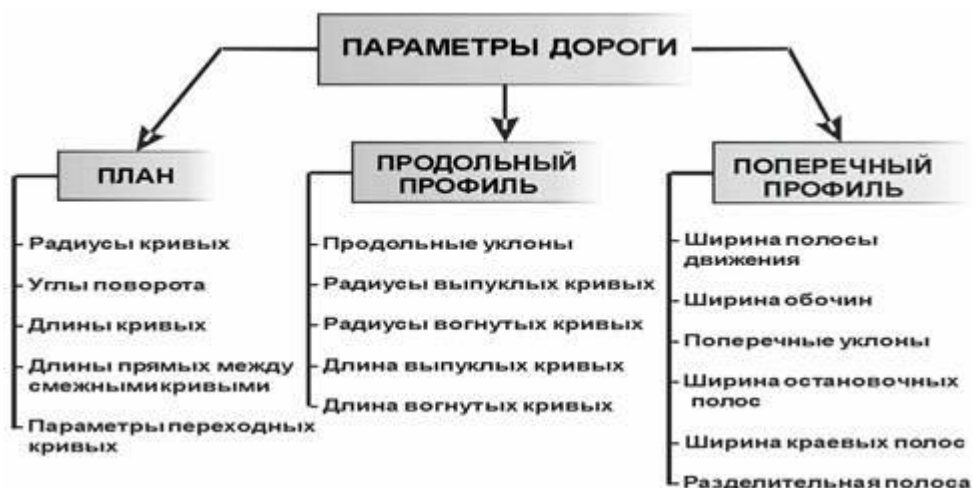 ПАРАМЕТРЫ ДОРОГИ
ПЛАН
Радиусы кривых
Углы поворота
Длины кривых
Длины прямых между
смежными кривыми
Параметры переходных
кривых
ПРОДОЛЬНЫЙ
ПРОФИЛЬ
Продольные уклоны
Радиусы выпуклых кривых
Радиусы вогнутых кривых
Длина выпуклых кривых
Длина вогнутых кривых
ПОПЕРЕЧНЫЙ
ПРОФИЛЬ
Ширина полосы
движения
Ширина обочин
Поперечные уклоны
Ширина остановочных
полос
Ширина краевых полос
Разделительная полоса